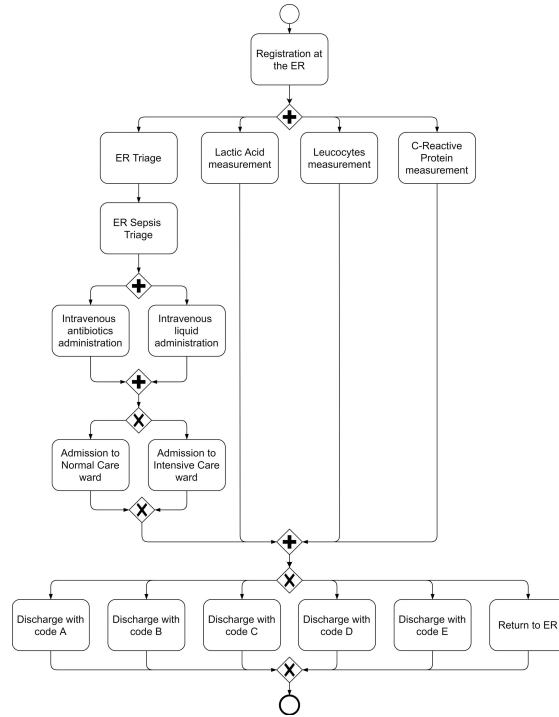 Registration at
the ER
ER Triage
Lactic Acid
measurement
Leucocytes
measurement
C-Reactive
Protein
measurement
ER Sepsis
Triage
Intravenous
antibiotics
administration
Intravenous
liquid
administration
Admission to
Normal Care
ward
Admission to
Intensive Care
ward
Discharge with
code A
Discharge with
code B
Discharge with
code C
Discharge with
code D
Discharge with
code E
Return to ER